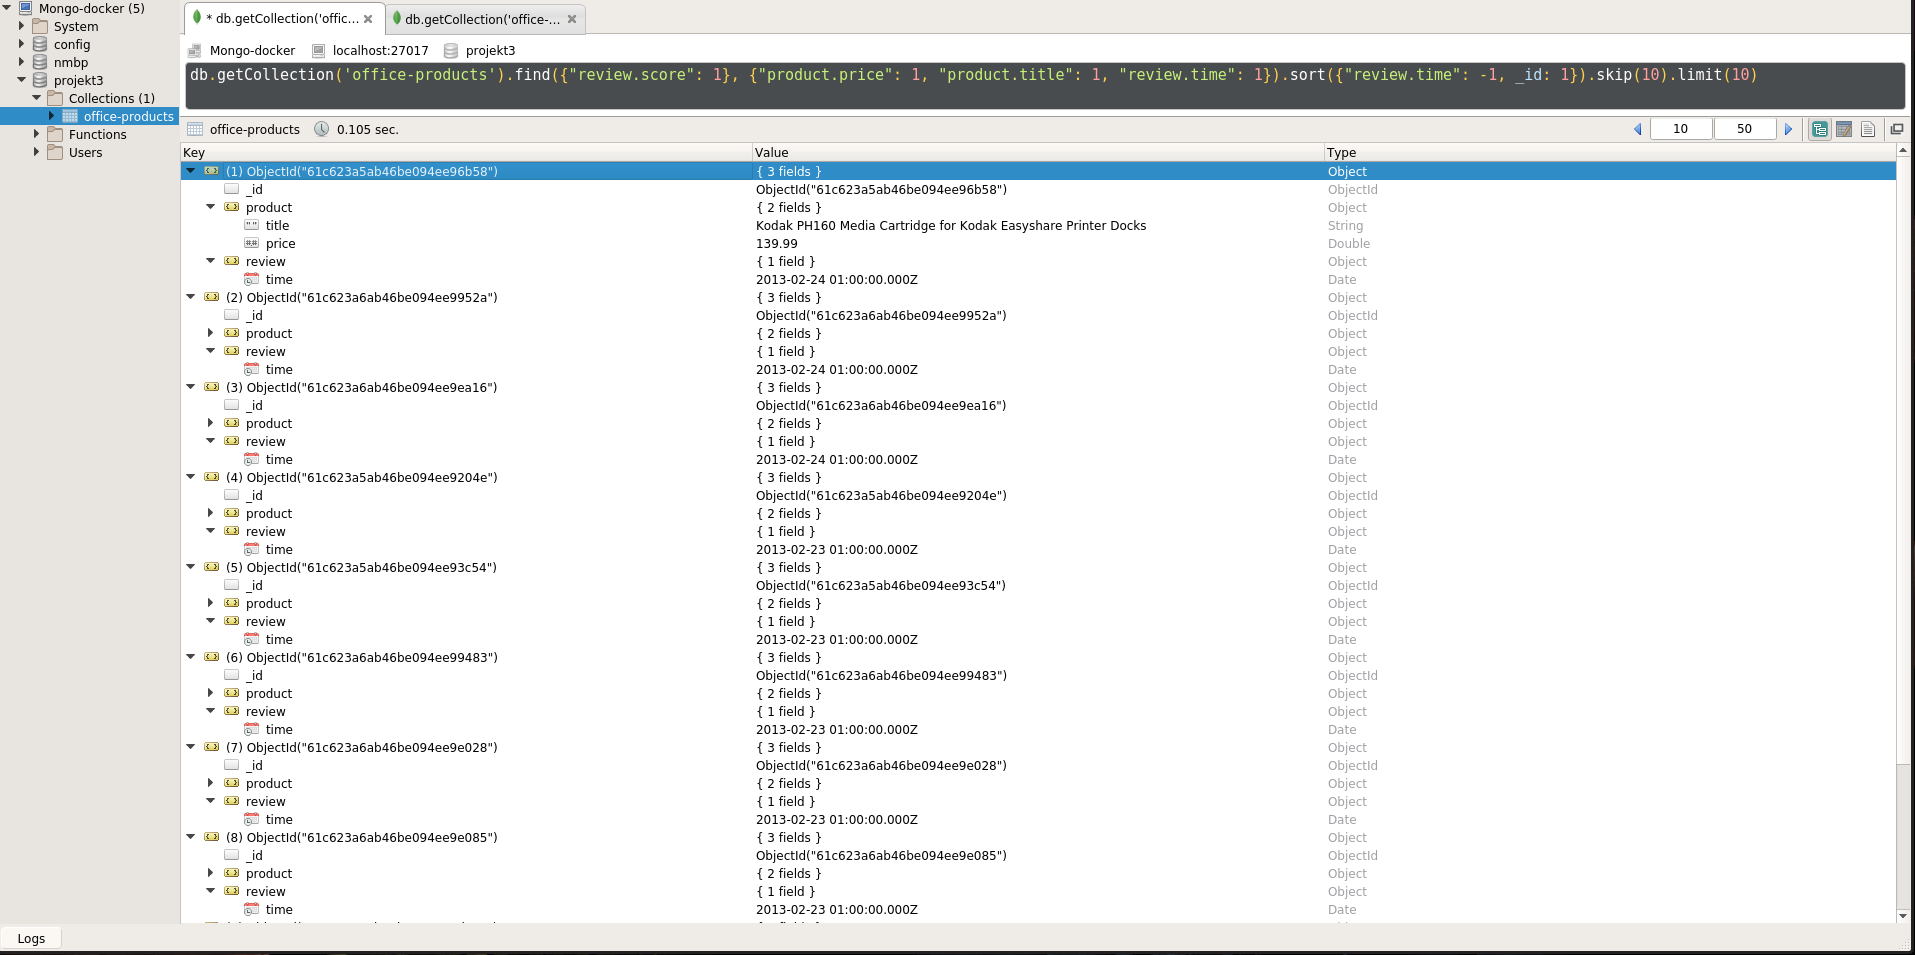 Mongo-docker (5)
System
config
nmbp
projekt3
Collections (1)
office-products
Functions
Users
* db.getCollection('offic...
db.getCollection('office-...
Mongo-docker localhost:27017 projekt3
db.getCollection('office-products').find({"review.score": 1}, {"product.price": 1, "product.title": 1, "review.time": 1}).sort({"review.time": -1, _id: 1}).skip(10).limit(10)
office-products 0.105 sec. 10 50
Key Value Type
(1) ObjectId("61c623a5ab46be094ee96b58") { 3 fields } Object
_id ObjectId("61c623a5ab46be094ee96b58") ObjectId
product { 2 fields } Object
title Kodak PH160 Media Cartridge for Kodak Easyshare Printer Docks String
price 139.99 Double
review { 1 field } Object
time 2013-02-24 01:00:00.000Z Date
(2) ObjectId("61c623a6ab46be094ee9952a") { 3 fields } Object
_id ObjectId("61c623a6ab46be094ee9952a") ObjectId
product { 2 fields } Object
review { 1 field } Object
time 2013-02-24 01:00:00.000Z Date
(3) ObjectId("61c623a6ab46be094ee9ea16") { 3 fields } Object
_id ObjectId("61c623a6ab46be094ee9ea16") ObjectId
product { 2 fields } Object
review { 1 field } Object
time 2013-02-24 01:00:00.000Z Date
(4) ObjectId("61c623a5ab46be094ee9204e") { 3 fields } Object
_id ObjectId("61c623a5ab46be094ee9204e") ObjectId
product { 2 fields } Object
review { 1 field } Object
time 2013-02-23 01:00:00.000Z Date
(5) ObjectId("61c623a5ab46be094ee93c54") { 3 fields } Object
_id ObjectId("61c623a5ab46be094ee93c54") ObjectId
product { 2 fields } Object
review { 1 field } Object
time 2013-02-23 01:00:00.000Z Date
(6) ObjectId("61c623a6ab46be094ee99483") { 3 fields } Object
_id ObjectId("61c623a6ab46be094ee99483") ObjectId
product { 2 fields } Object
review { 1 field } Object
time 2013-02-23 01:00:00.000Z Date
(7) ObjectId("61c623a6ab46be094ee9e028") { 3 fields } Object
_id ObjectId("61c623a6ab46be094ee9e028") ObjectId
product { 2 fields } Object
review { 1 field } Object
time 2013-02-23 01:00:00.000Z Date
(8) ObjectId("61c623a6ab46be094ee9e085") { 3 fields } Object
_id ObjectId("61c623a6ab46be094ee9e085") ObjectId
product { 2 fields } Object
review { 1 field } Object
time 2013-02-23 01:00:00.000Z Date
Logs